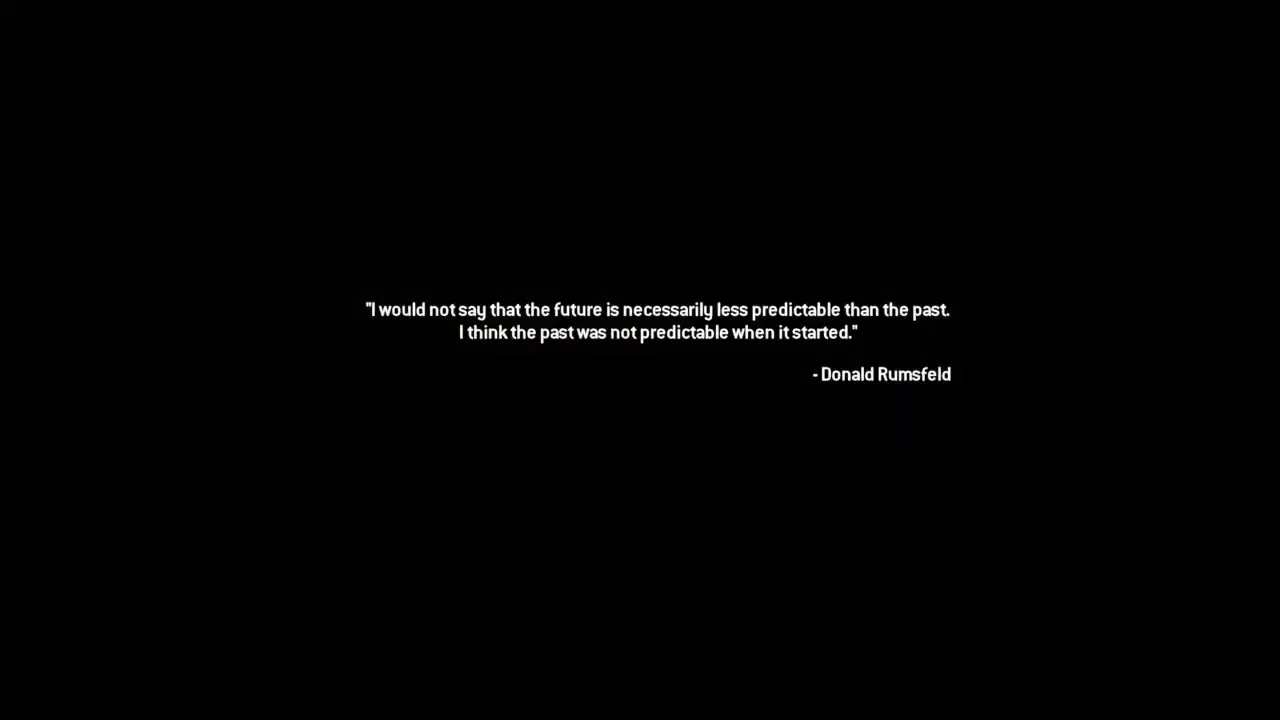 "I would not say that the future is necessarily less predictable than the past.
I think the past was not predictable when it started."
- Donald Rumsfeld